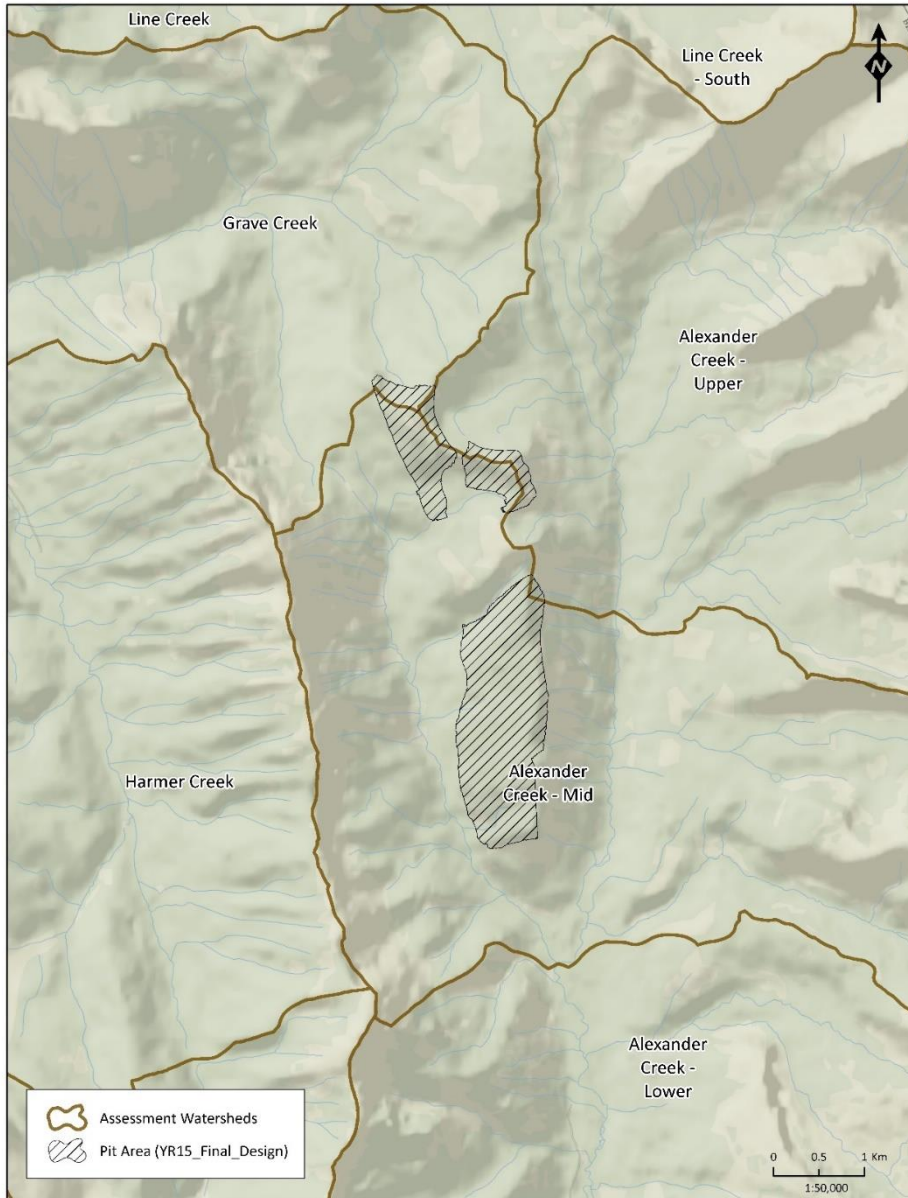 Line Creek
Line Creek
- South
N
Grave Creek
Alexander
Creek -
Upper
Harmer Creek
Alexander
Creek - Mid
Alexander
Creek -
Lower
Assessment Watersheds
Pit Area (YR15_Final_Design)
0 0.5 1 Km
1:50,000